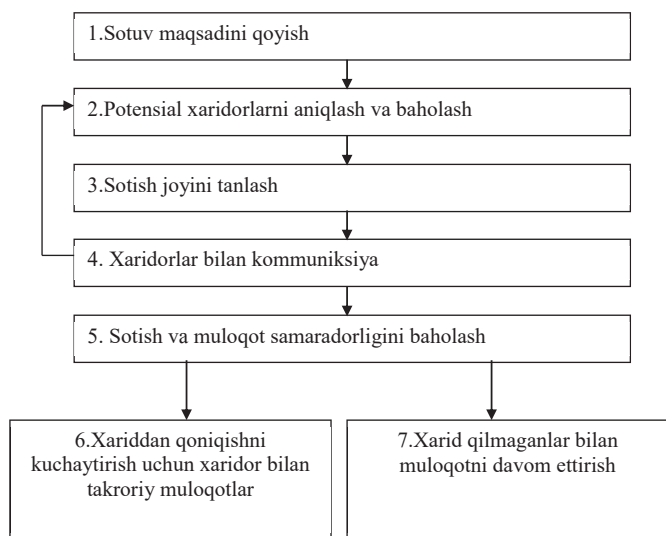 1.Sotuv maqsadini qoyish
2.Potensial xaridorlarni aniqlash va baholash
3.Sotish joyini tanlash
4. Xaridorlar bilan kommuniksiya
5. Sotish va muloqot samaradorligini baholash
6.Xariddan qoniqishni
kuchaytirish uchun xaridor bilan
takroriy muloqotlar
7.Xarid qilmaganlar bilan
muloqotni davom ettirish